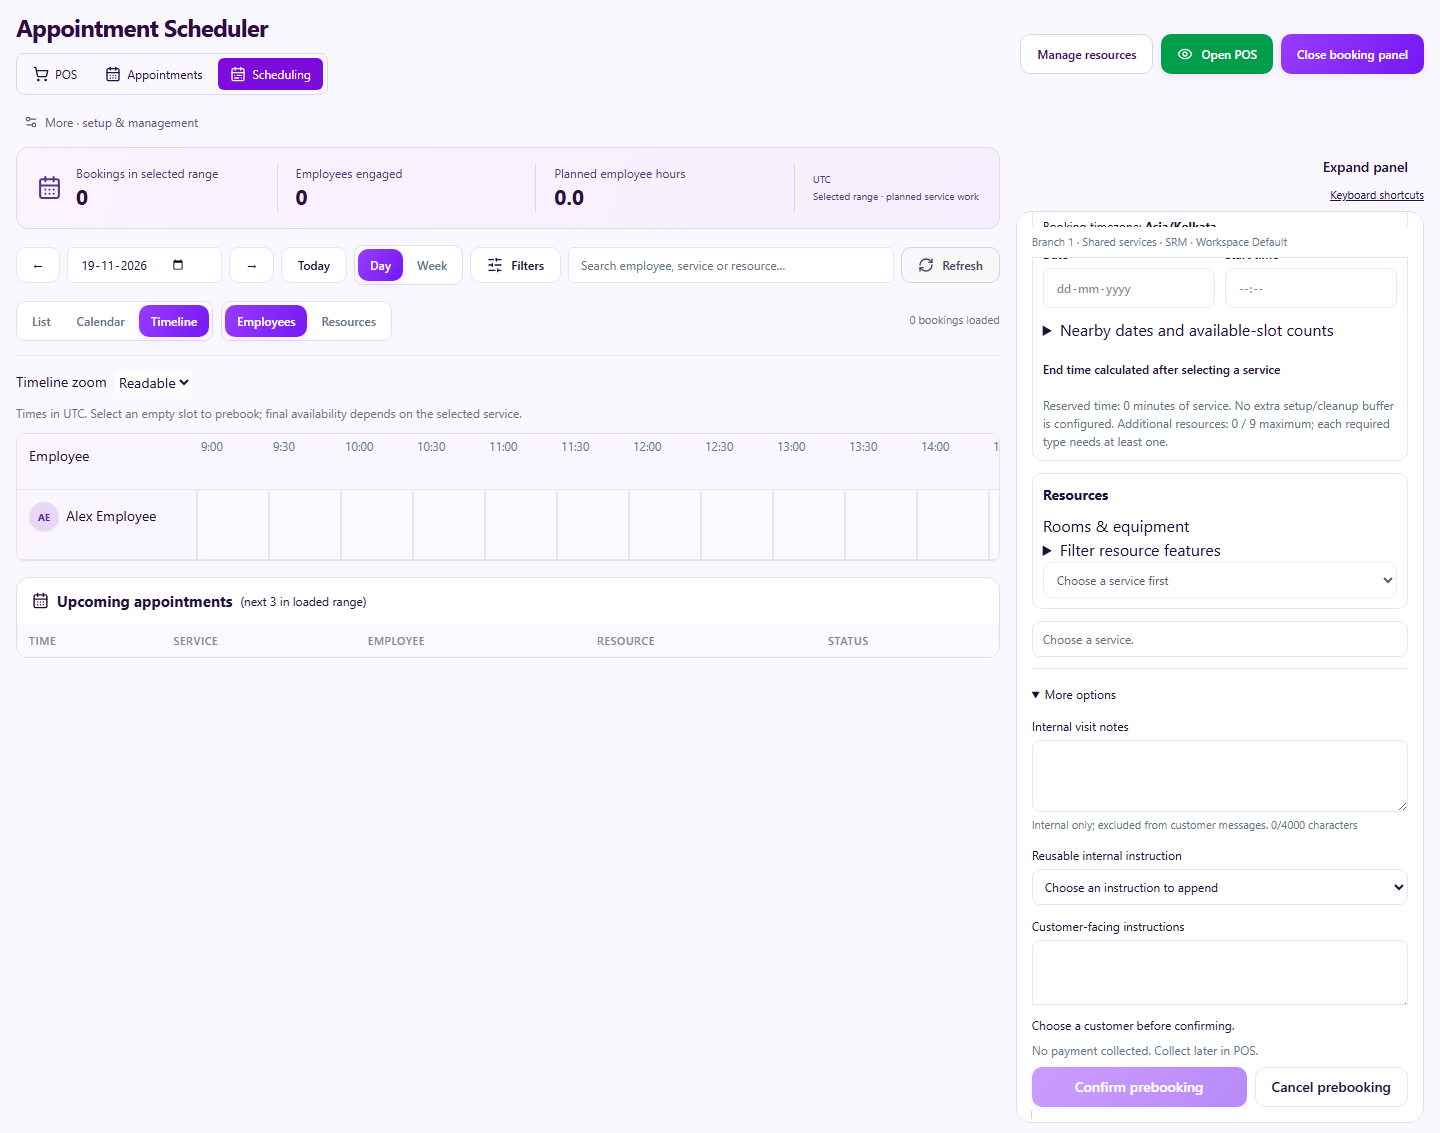 Appointment Scheduler
POS
Appointments
Scheduling
Manage resources
Open POS
Close booking panel
More · setup & management
Bookings in selected range
0
Employees engaged
0
Planned employee hours
0.0
UTC
Selected range · planned service work
←
19-11-2026
→
Today
Day
Week
Filters
Search employee, service or resource...
Refresh
List
Calendar
Timeline
Employees
Resources
0 bookings loaded
Timeline zoom
Readable
Times in UTC. Select an empty slot to prebook; final availability depends on the selected service.
Employee
9:00 9:30 10:00 10:30 11:00 11:30 12:00 12:30 13:00 13:30 14:00
AE
Alex Employee
Upcoming appointments (next 3 in loaded range)
TIME SERVICE EMPLOYEE RESOURCE STATUS
Expand panel
Keyboard shortcuts
Booking timezone: Asia/Kolkata
Branch 1 · Shared services · SRM · Workspace Default
Date Start time
dd-mm-yyyy
--:--
Nearby dates and available-slot counts
End time calculated after selecting a service
Reserved time: 0 minutes of service. No extra setup/cleanup buffer
is configured. Additional resources: 0 / 9 maximum; each required
type needs at least one.
Resources
Rooms & equipment
Filter resource features
Choose a service first
Choose a service.
More options
Internal visit notes
Internal only; excluded from customer messages. 0/4000 characters
Reusable internal instruction
Choose an instruction to append
Customer-facing instructions
Choose a customer before confirming.
No payment collected. Collect later in POS.
Confirm prebooking
Cancel prebooking